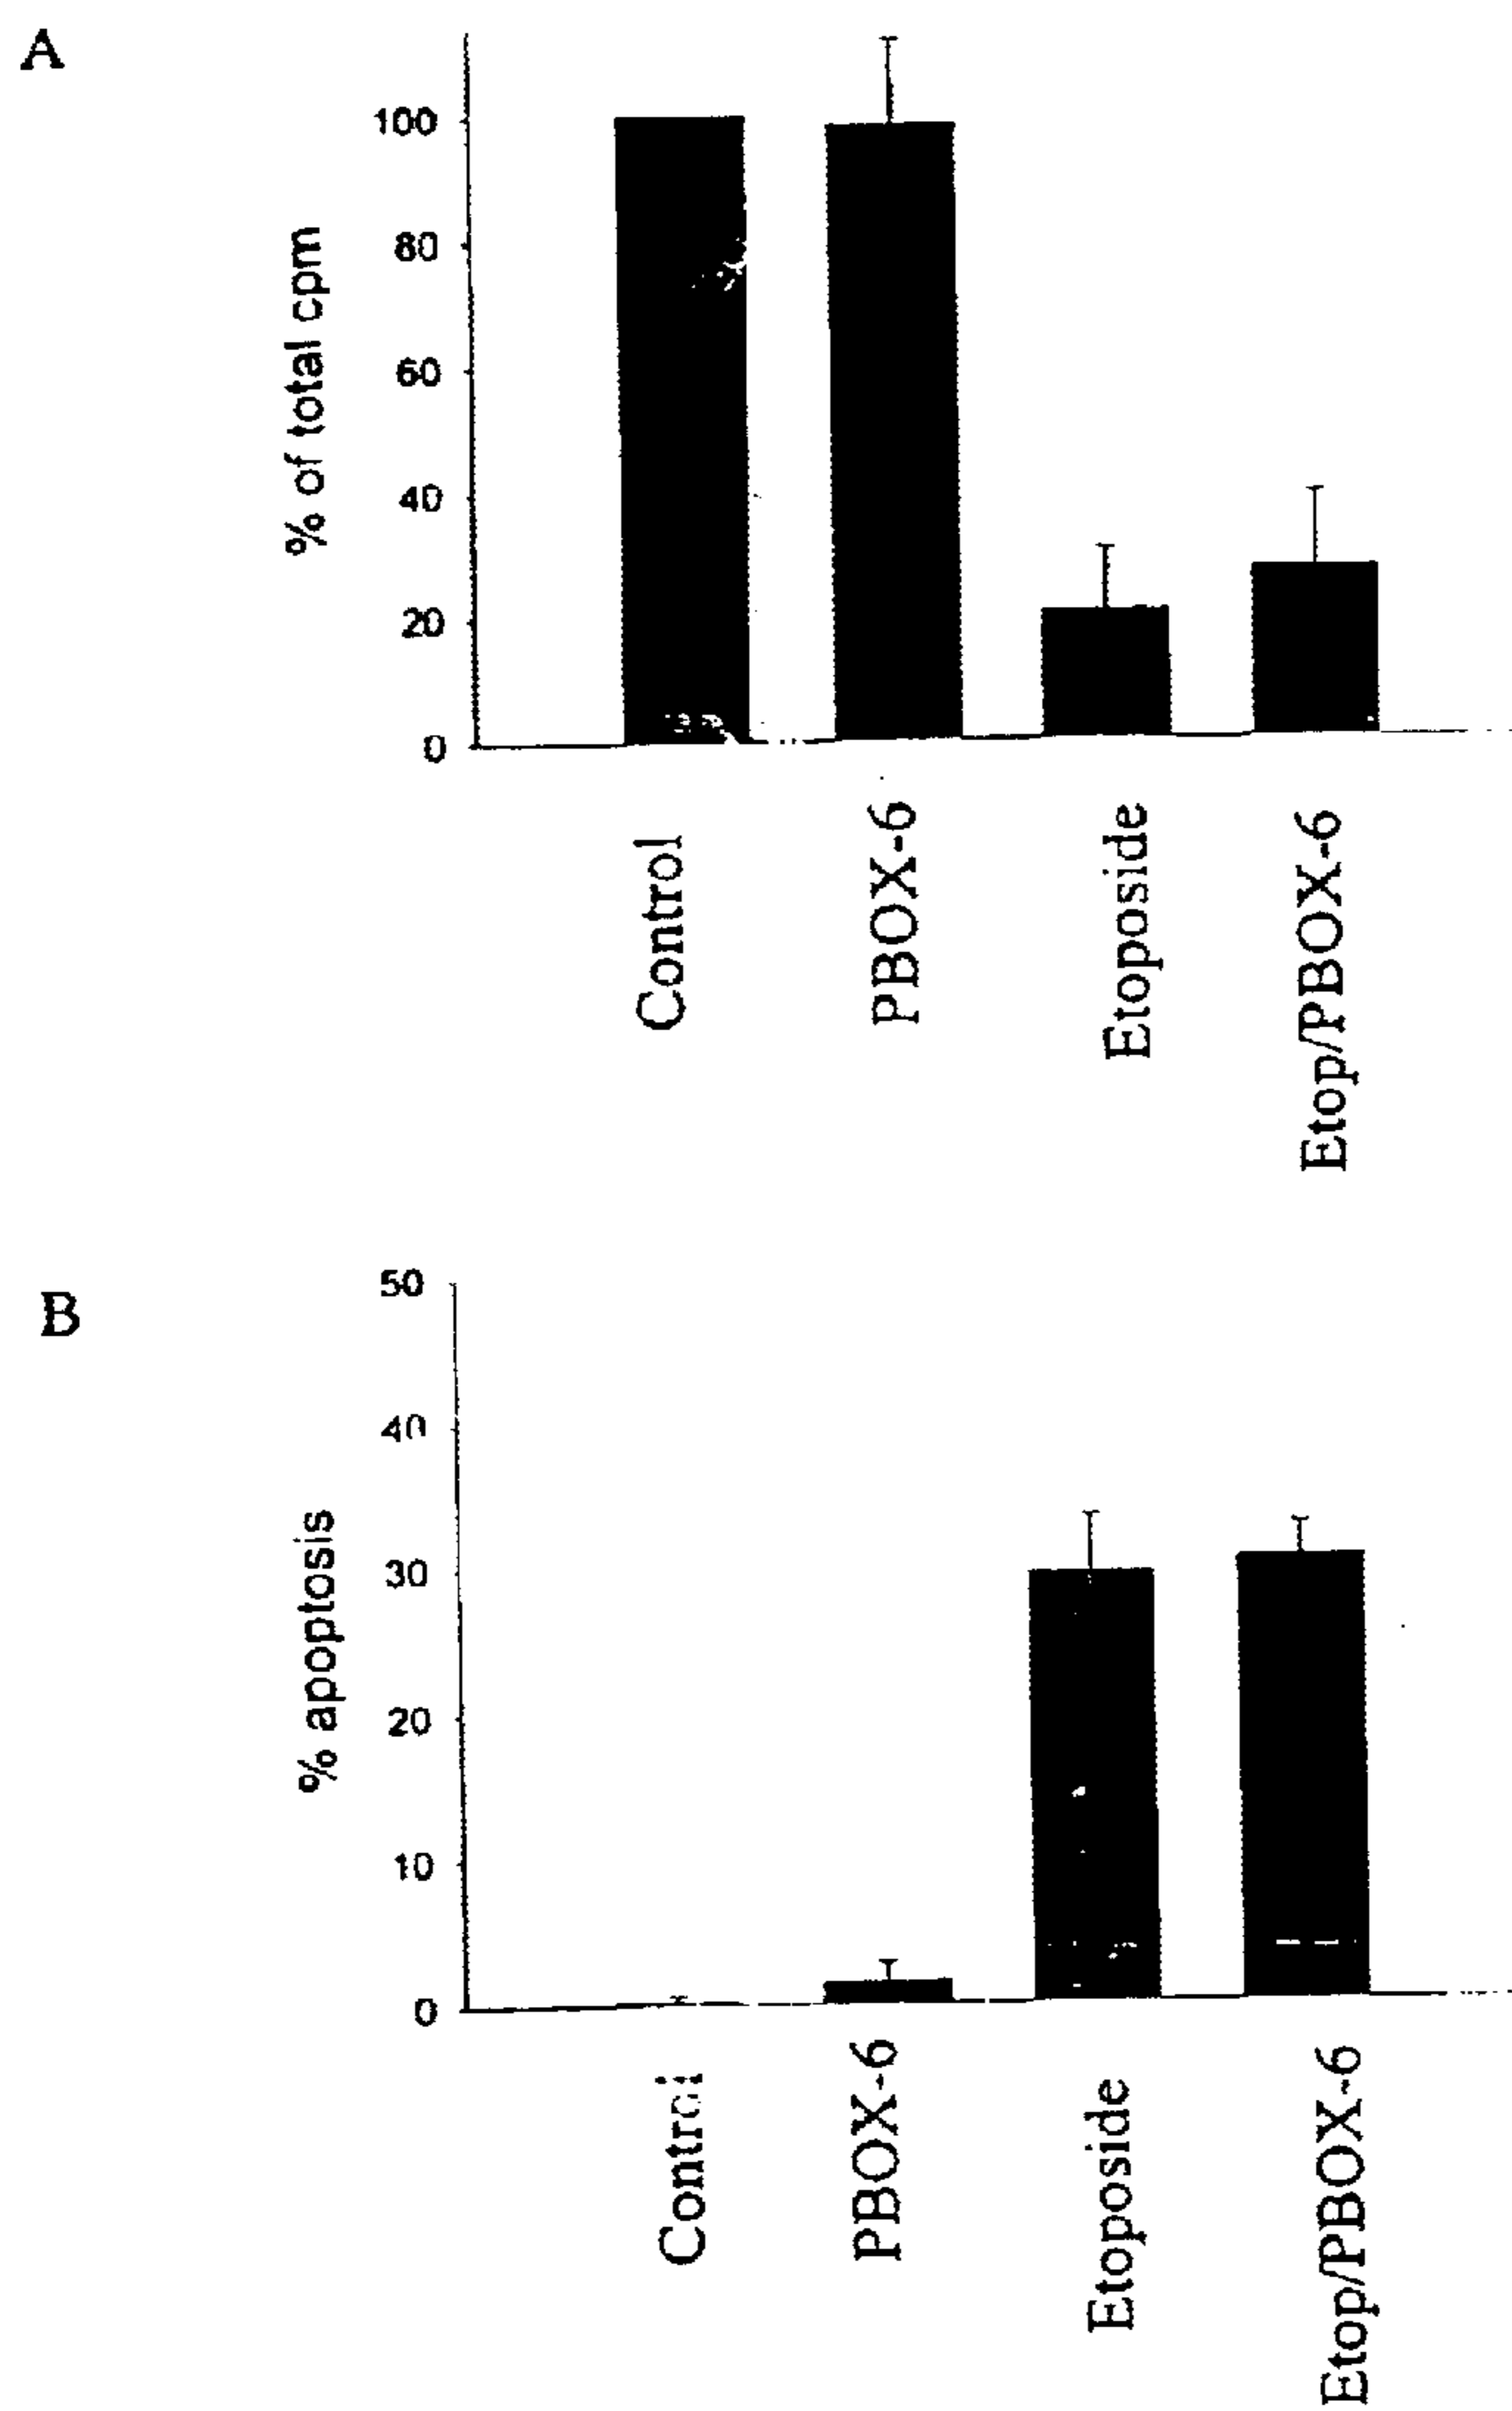 A
100
80
60
40
20
0
% of total cpm
Control
PBOX-6
Etoposide
Etop/PBOX-6
B
50
40
30
20
10
0
% apoptosis
Control
PBOX-6
Etoposide
Etop/PBOX-6